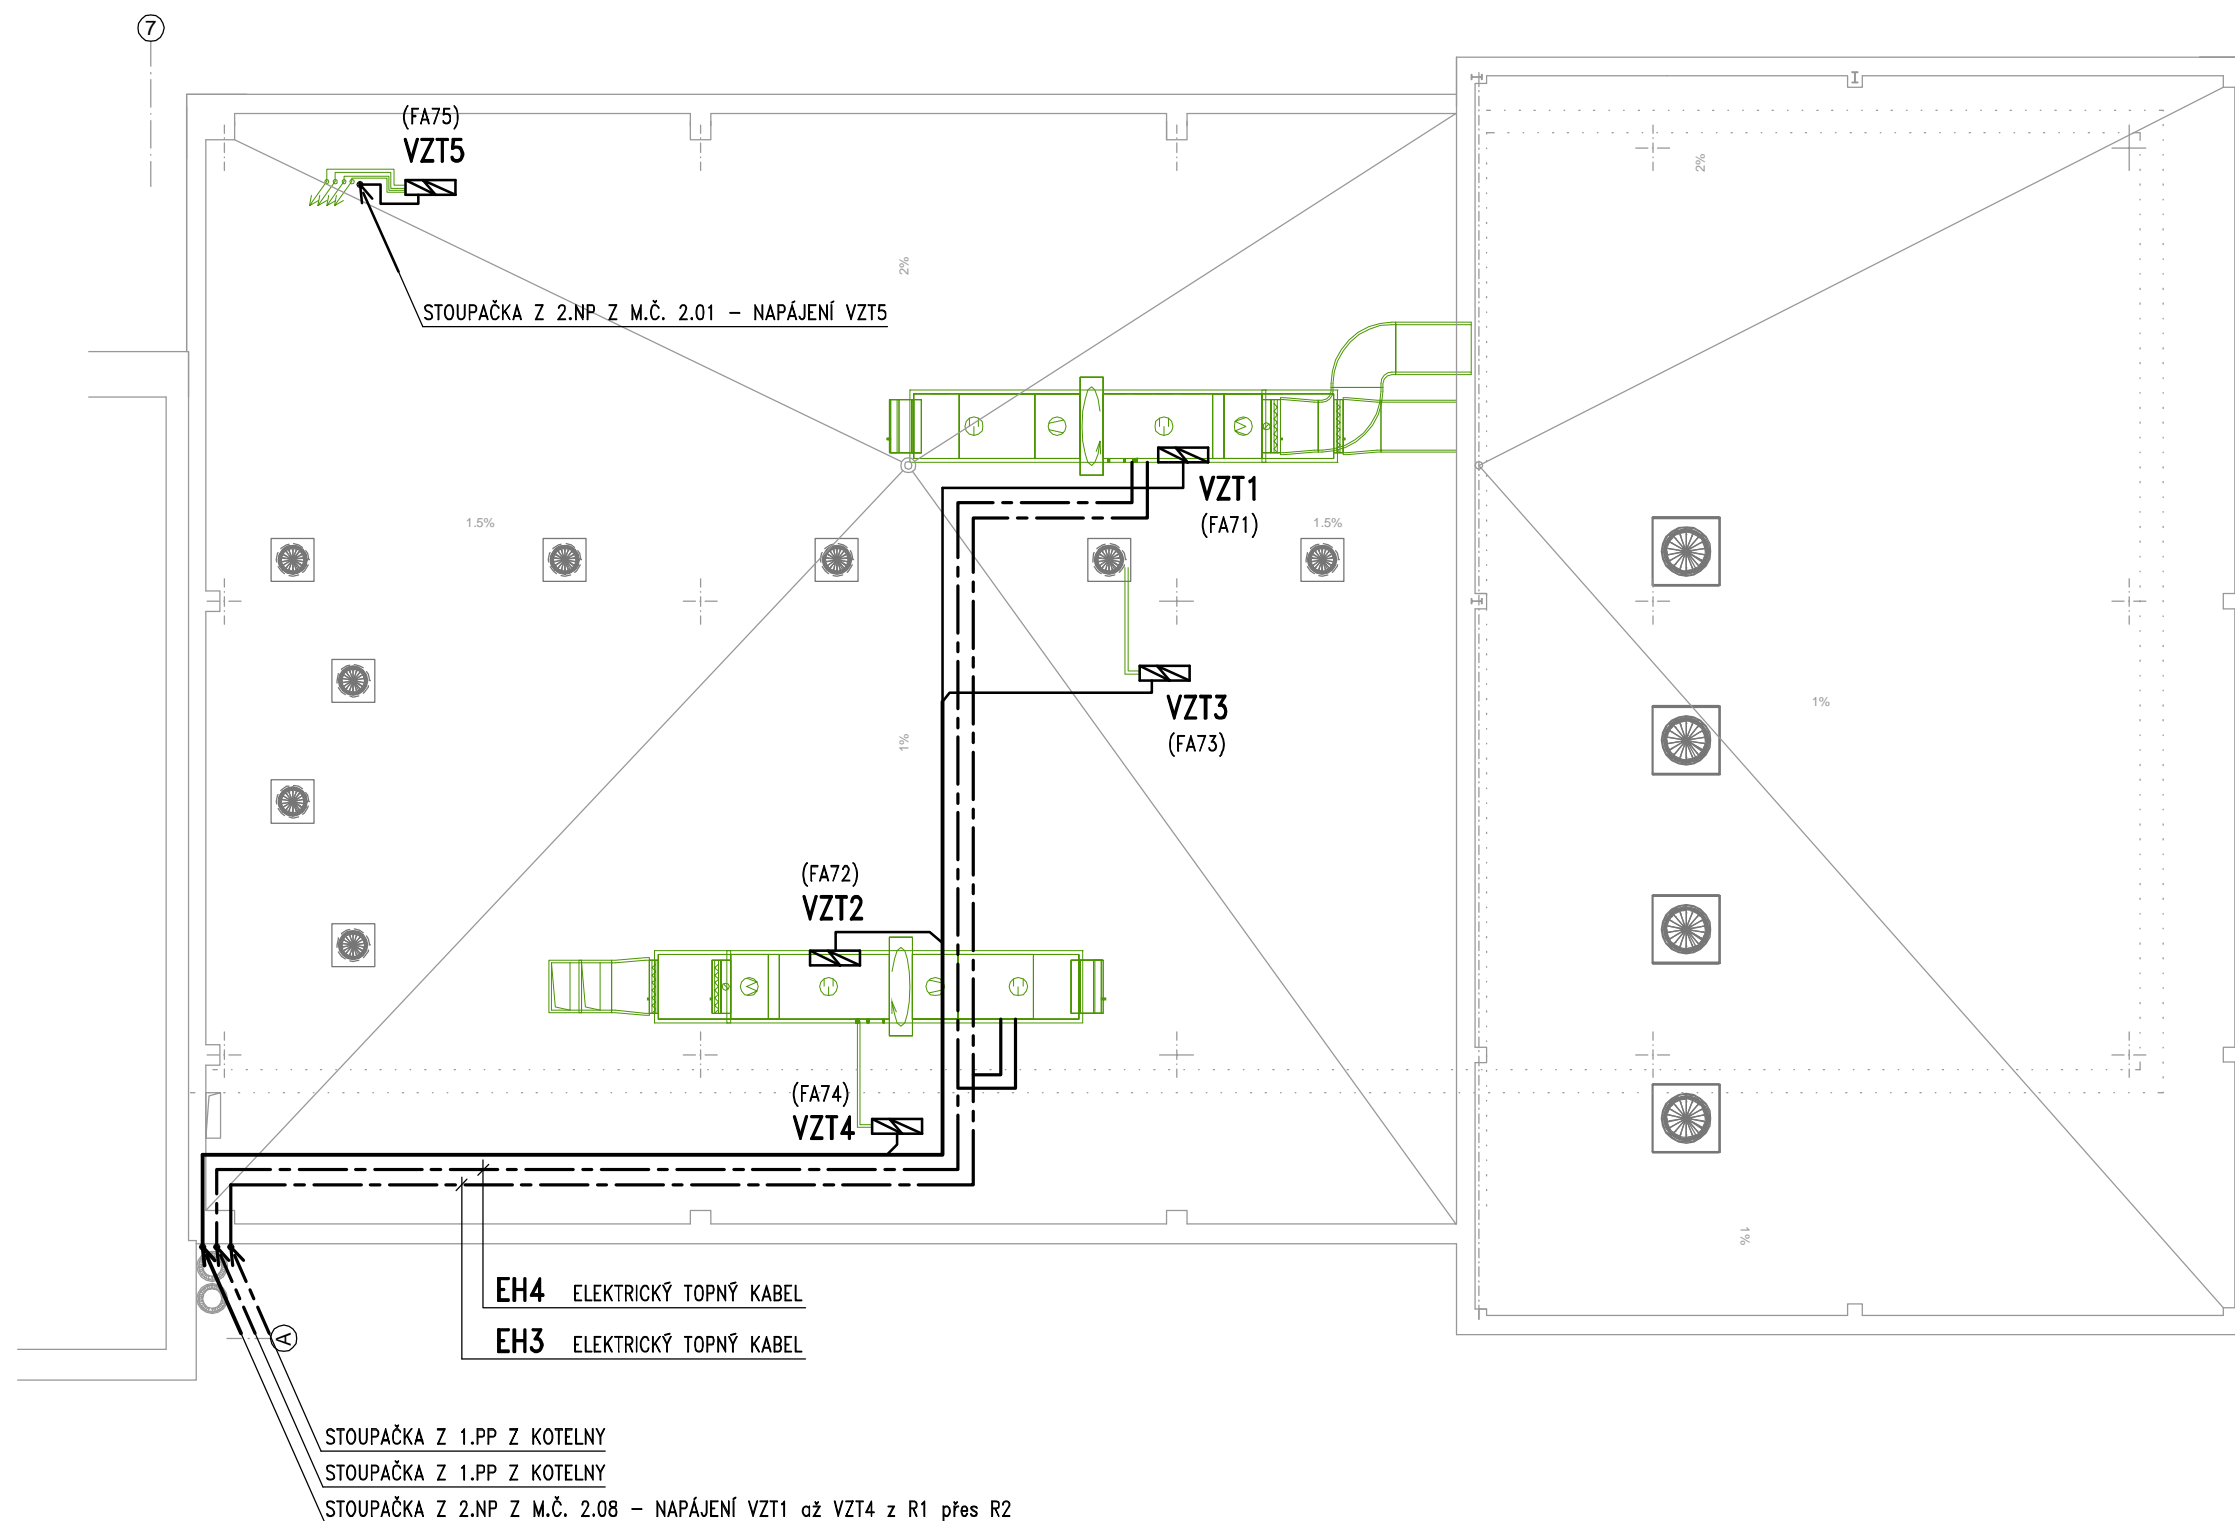 7
(FA75)
VZT5
2%
2%
STOUPAČKA Z 2.NP Z M.Č. 2.01 – NAPÁJENÍ VZT5
VZT1
(FA71)
1.5%
1.5%
VZT3
(FA73)
1%
1%
(FA72)
VZT2
(FA74)
VZT4
1%
EH4 ELEKTRICKÝ TOPNÝ KABEL
EH3 ELEKTRICKÝ TOPNÝ KABEL
A
STOUPAČKA Z 1.PP Z KOTELNY
STOUPAČKA Z 1.PP Z KOTELNY
STOUPAČKA Z 2.NP Z M.Č. 2.08 – NAPÁJENÍ VZT1 až VZT4 z R1 přes R2